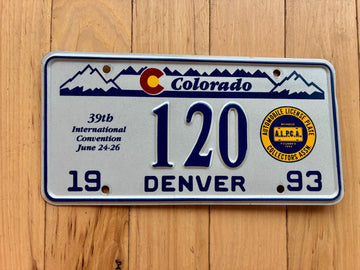 Colorado
39th
International
Convention
June 24-26
120
AUTOMOBILE LICENSE PLATE
A.L.P.C.A.
COLLECTORS ASSN.
19 DENVER 93